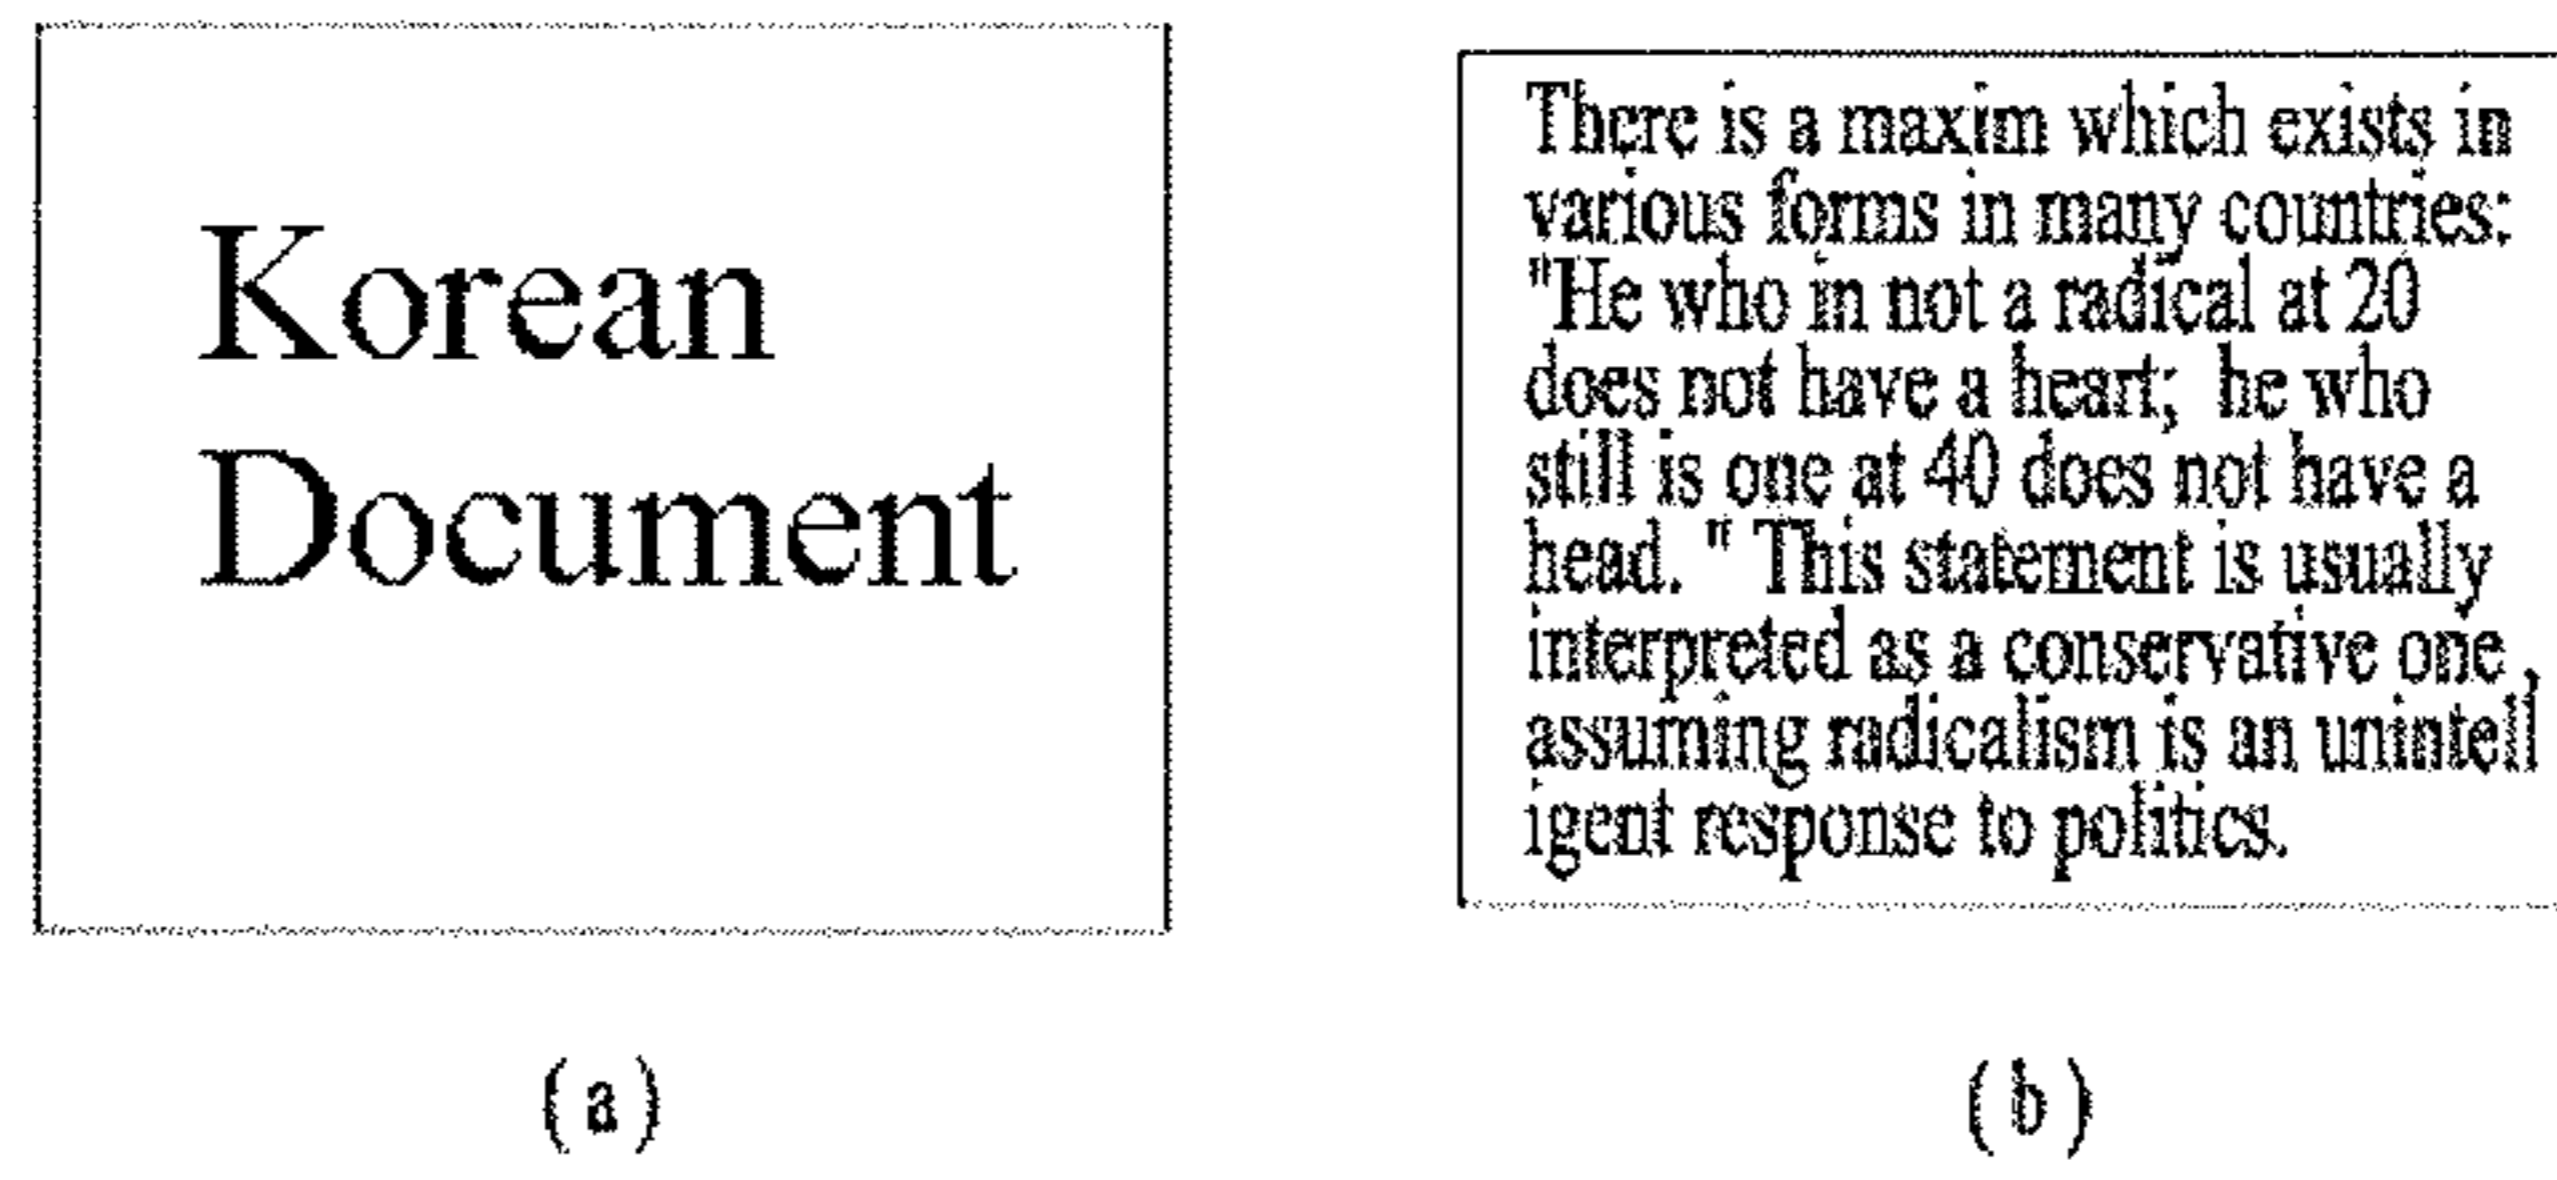 Korean
Document
(a)
There is a maxim which exists in
various forms in many countries:
"He who in not a radical at 20
does not have a heart; he who
still is one at 40 does not have a
head. " This statement is usually
interpreted as a conservative one ,
assuming radicalism is an unintell
igent response to politics.
(b)